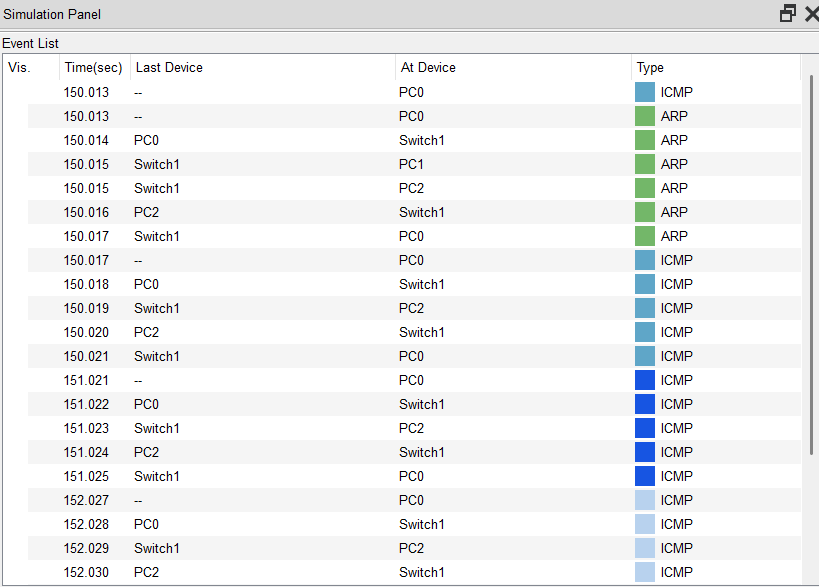 Simulation Panel
Event List
Vis. Time(sec) Last Device At Device Type
150.013 -- PC0 ICMP
150.013 -- PC0 ARP
150.014 PC0 Switch1 ARP
150.015 Switch1 PC1 ARP
150.015 Switch1 PC2 ARP
150.016 PC2 Switch1 ARP
150.017 Switch1 PC0 ARP
150.017 -- PC0 ICMP
150.018 PC0 Switch1 ICMP
150.019 Switch1 PC2 ICMP
150.020 PC2 Switch1 ICMP
150.021 Switch1 PC0 ICMP
151.021 -- PC0 ICMP
151.022 PC0 Switch1 ICMP
151.023 Switch1 PC2 ICMP
151.024 PC2 Switch1 ICMP
151.025 Switch1 PC0 ICMP
152.027 -- PC0 ICMP
152.028 PC0 Switch1 ICMP
152.029 Switch1 PC2 ICMP
152.030 PC2 Switch1 ICMP